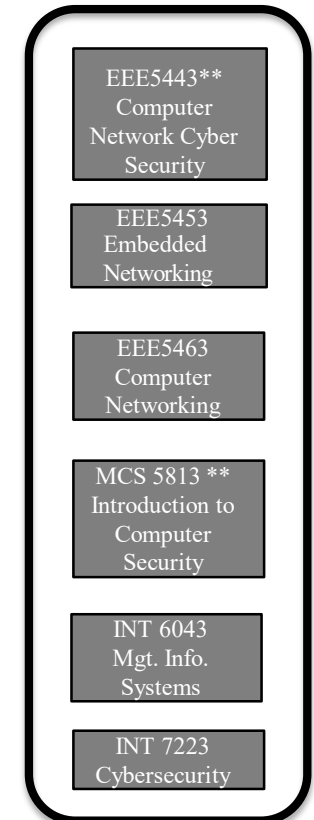 EEE5443**
Computer
Network Cyber
Security
EEE5453
Embedded
Networking
EEE5463
Computer
Networking
MCS 5813 **
Introduction to
Computer
Security
INT 6043
Mgt. Info.
Systems
INT 7223
Cybersecurity